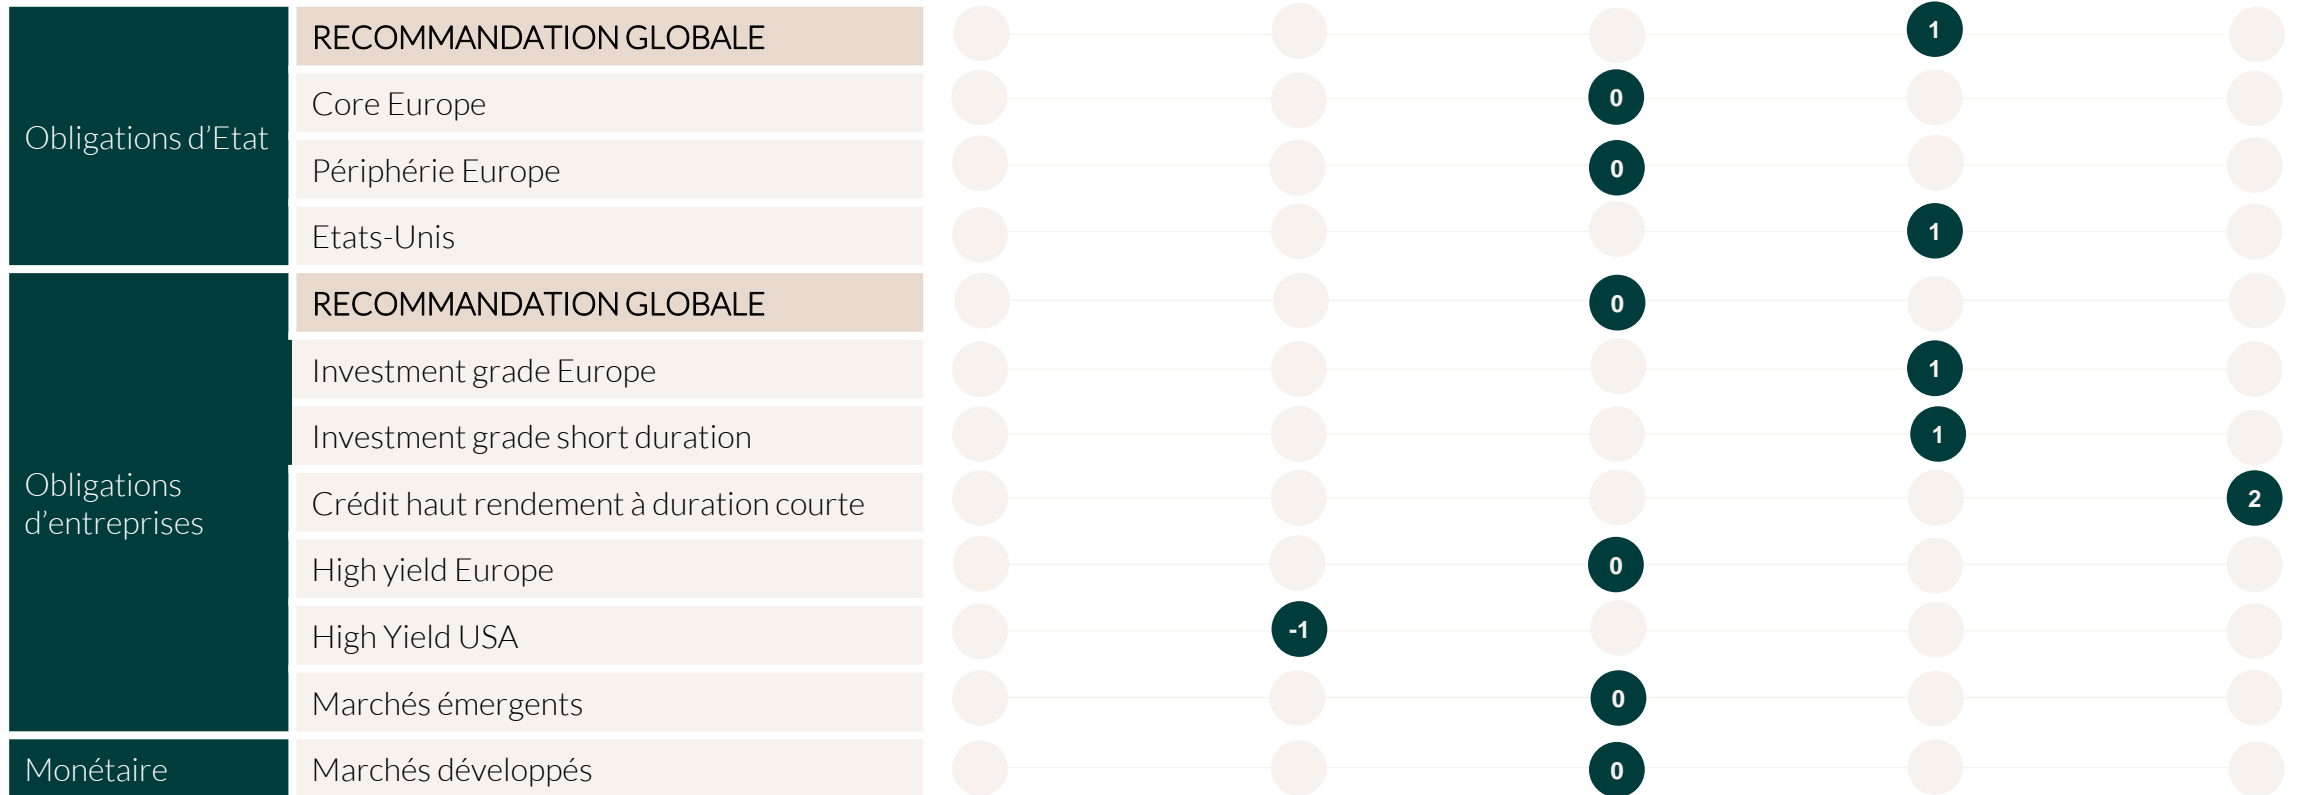 Obligations d’Etat
RECOMMANDATION GLOBALE
1
Core Europe
0
Périphérie Europe
0
Etats-Unis
1
Obligations
d’entreprises
RECOMMANDATION GLOBALE
0
Investment grade Europe
1
Investment grade short duration
1
Crédit haut rendement à duration courte
2
High yield Europe
0
High Yield USA
-1
Marchés émergents
0
Monétaire
Marchés développés
0